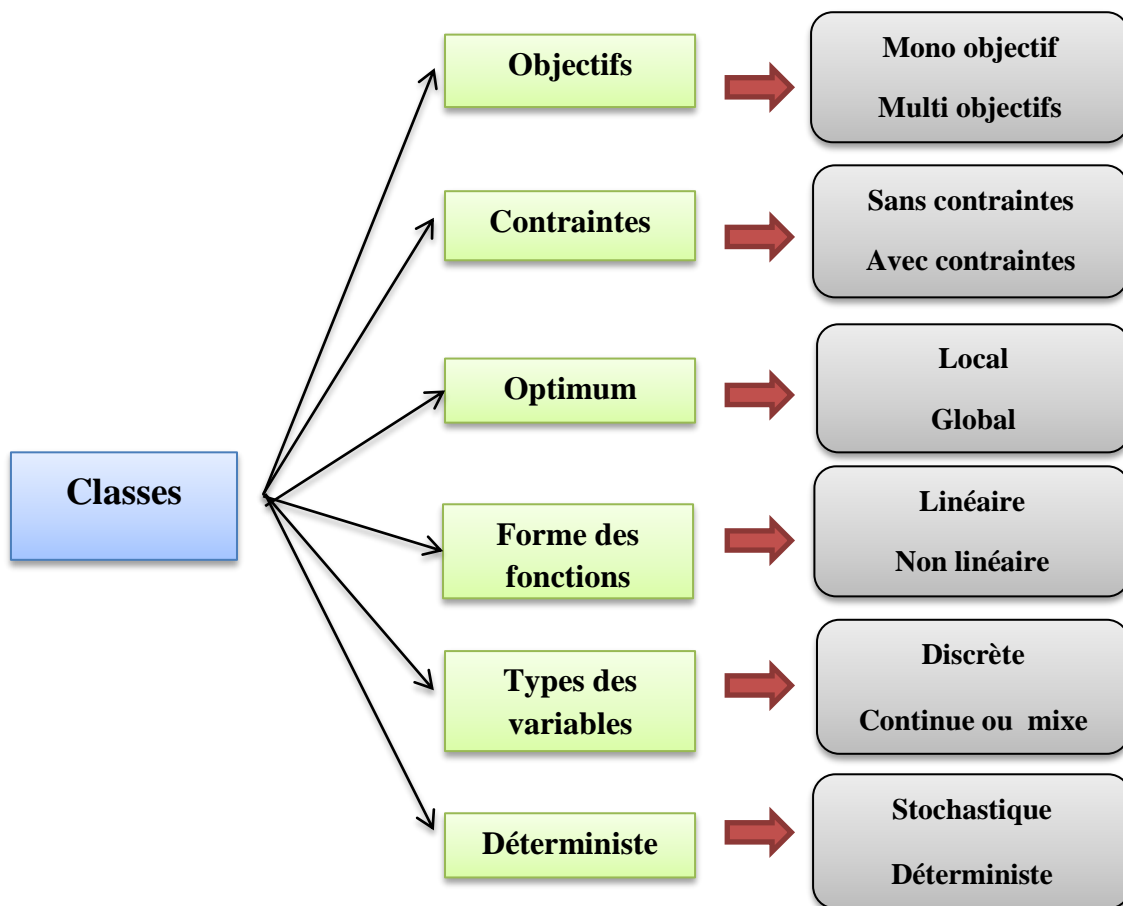 Objectifs
Mono objectif
Multi objectifs
Contraintes
Sans contraintes
Avec contraintes
Optimum
Local
Global
Classes
Forme des
fonctions
Linéaire
Non linéaire
Types des
variables
Discrète
Continue ou mixe
Déterministe
Stochastique
Déterministe